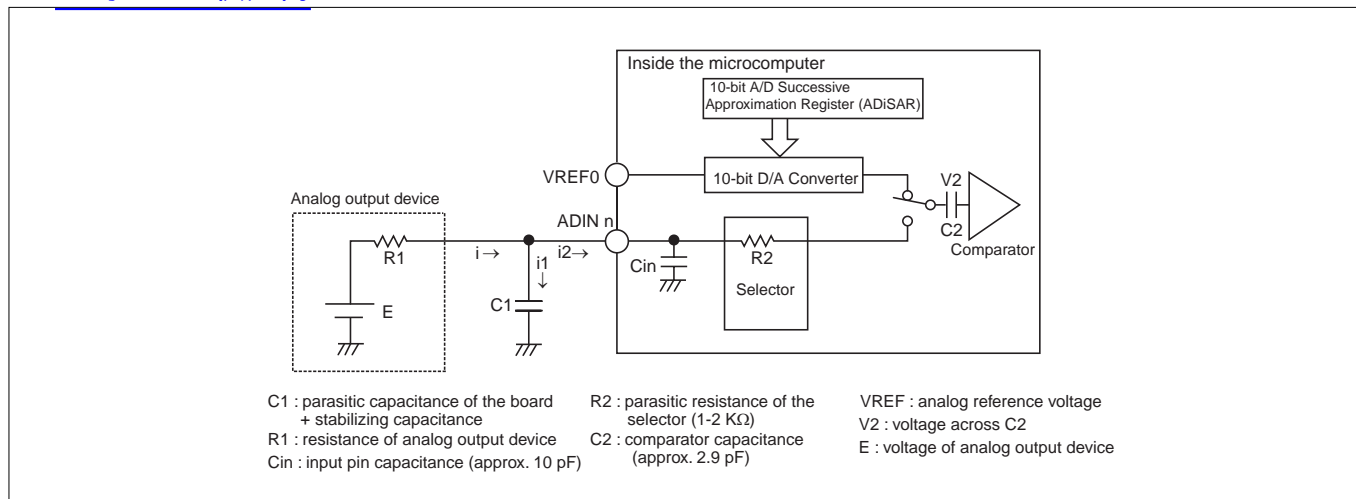 Inside the microcomputer
10-bit A/D Successive
Approximation Register (ADiSAR)
VREF0
10-bit D/A Converter
V2
C2
Comparator
Analog output device
ADIN n
R1
i →
i1
↓
i2→
Cin
R2
Selector
E
C1
C1 : parasitic capacitance of the board
+ stabilizing capacitance
R1 : resistance of analog output device
Cin : input pin capacitance (approx. 10 pF)
R2 : parasitic resistance of the
selector (1-2 KΩ)
C2 : comparator capacitance
(approx. 2.9 pF)
VREF : analog reference voltage
V2 : voltage across C2
E : voltage of analog output device